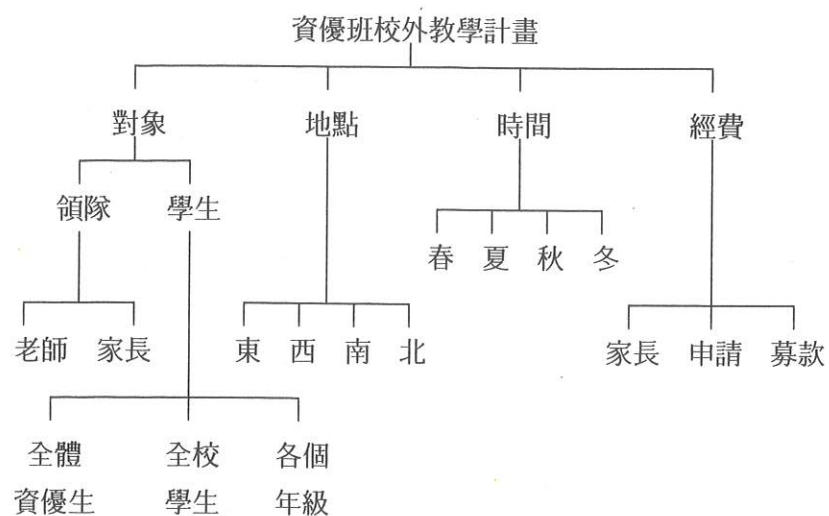 資優班校外教學計畫
對象 地點 時間 經費
領隊 學生
春 夏 秋 冬
老師 家長 東 西 南 北 家長 申請 募款
全體 全校 各個
資優生 學生 年級